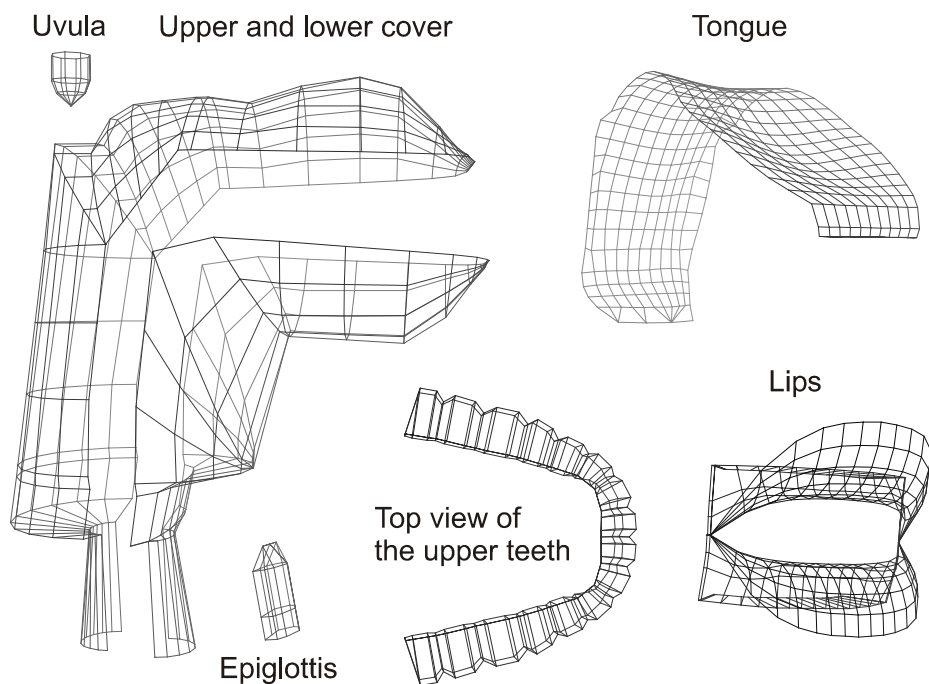 Uvula
Upper and lower cover
Tongue
Lips
Top view of
the upper teeth
Epiglottis